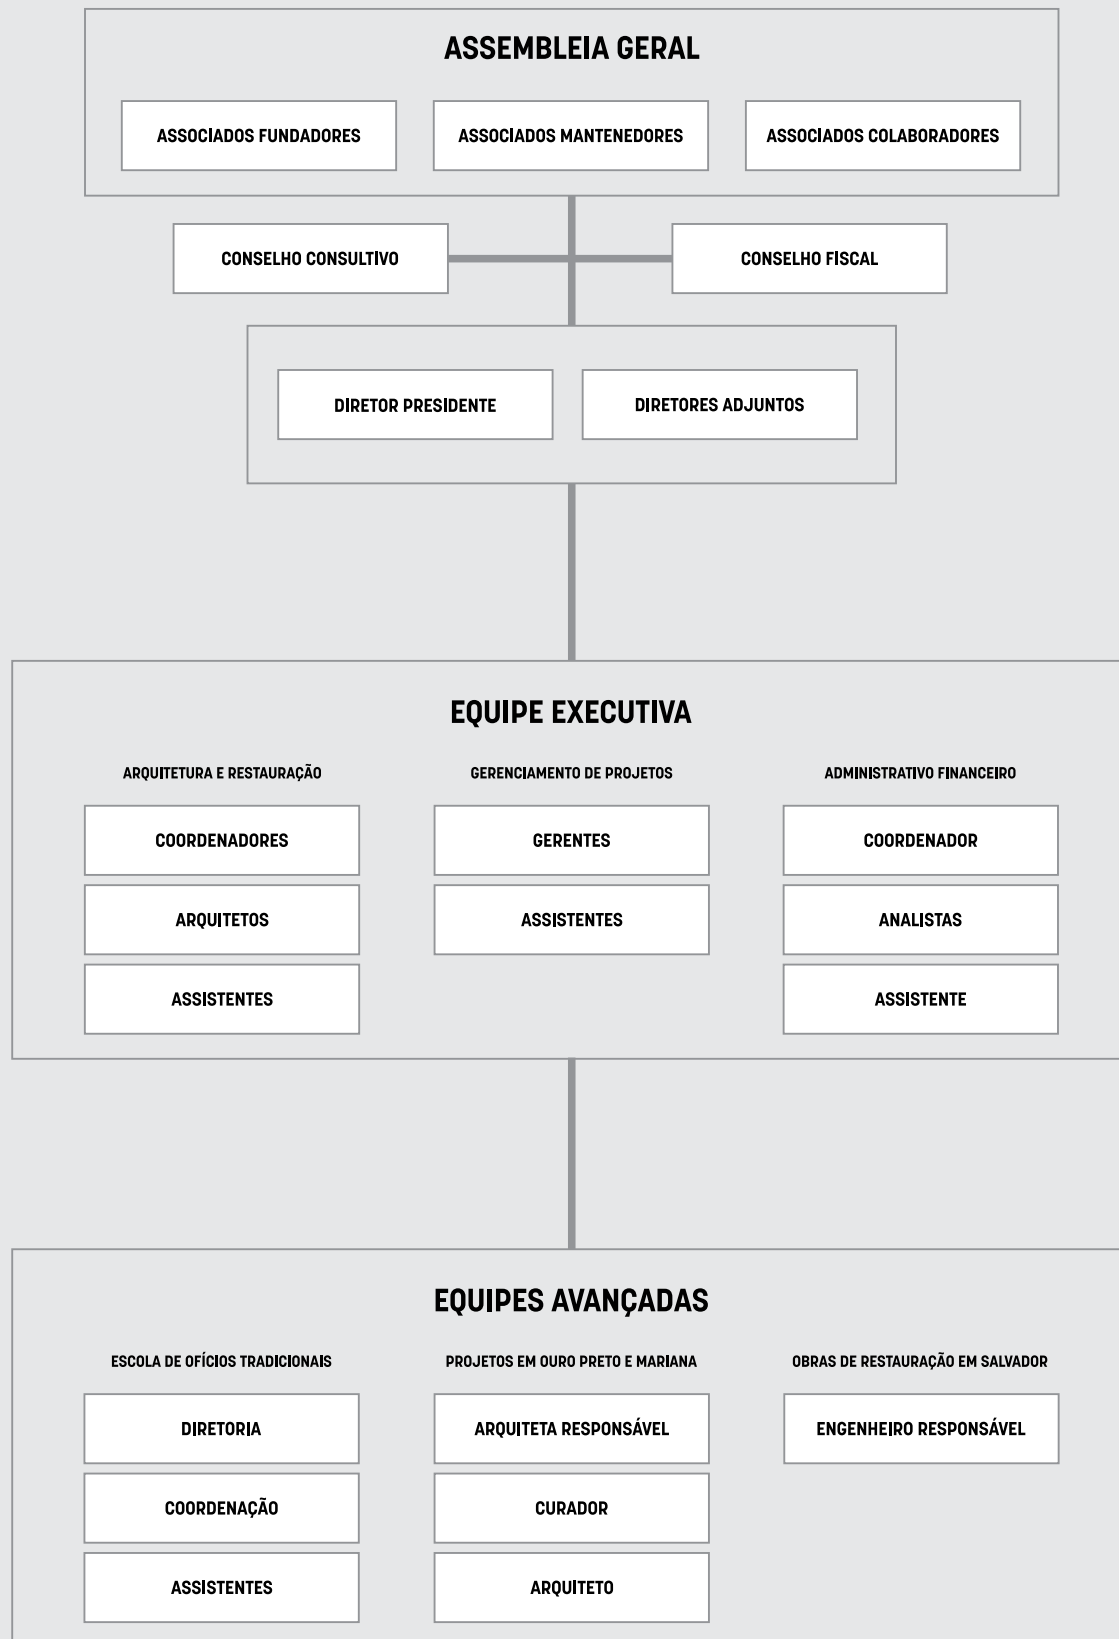 ASSEMBLEIA GERAL
ASSOCIADOS FUNDADORES
ASSOCIADOS MANTENEDORES
ASSOCIADOS COLABORADORES
CONSELHO CONSULTIVO
CONSELHO FISCAL
DIRETOR PRESIDENTE
DIRETORES ADJUNTOS
EQUIPE EXECUTIVA
ARQUITETURA E RESTAURAÇÃO
COORDENADORES
ARQUITETOS
ASSISTENTES
GERENCIAMENTO DE PROJETOS
GERENTES
ASSISTENTES
ADMINISTRATIVO FINANCEIRO
COORDENADOR
ANALISTAS
ASSISTENTE
EQUIPES AVANÇADAS
ESCOLA DE OFÍCIOS TRADICIONAIS
DIRETORIA
COORDENAÇÃO
ASSISTENTES
PROJETOS EM OURO PRETO E MARIANA
ARQUITETA RESPONSÁVEL
CURADOR
ARQUITETO
OBRAS DE RESTAURAÇÃO EM SALVADOR
ENGENHEIRO RESPONSÁVEL